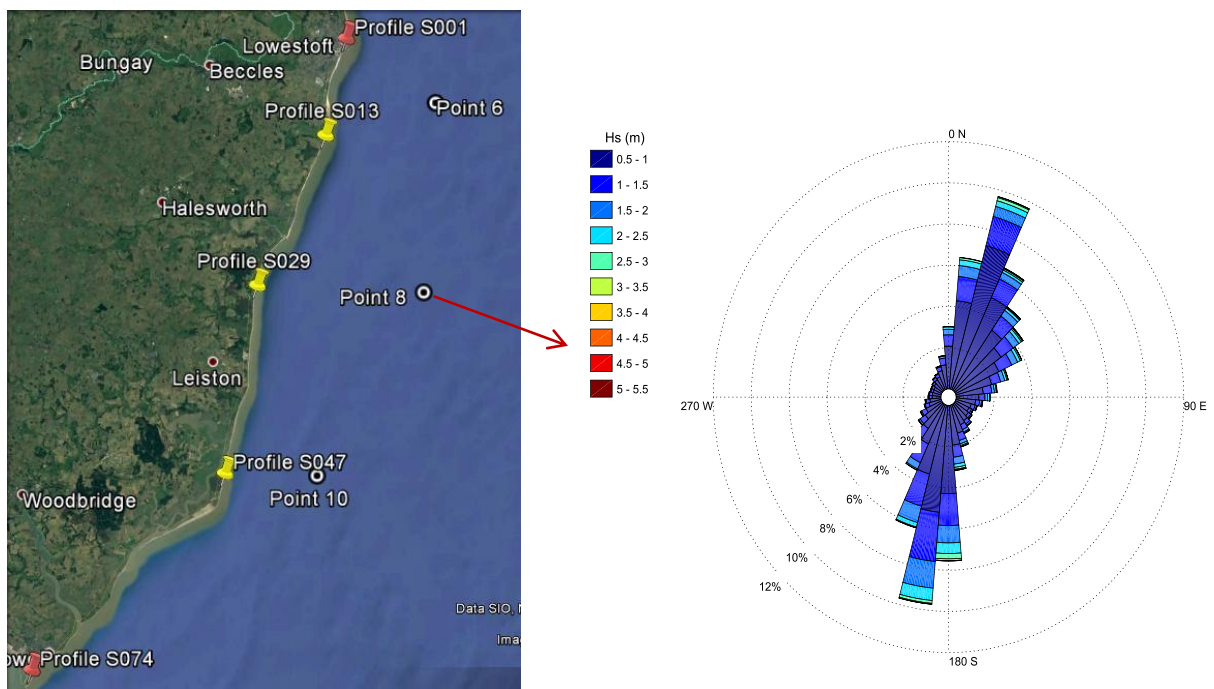 Profile S001
Lowestoft
Bungay
Beccles
Point 6
Profile S013
Halesworth
Profile S029
Point 8
Leiston
Profile S047
Point 10
Woodbridge
Data SIO,
Profile S074
Hs (m)
0.5 - 1
1 - 1.5
1.5 - 2
2 - 2.5
2.5 - 3
3 - 3.5
3.5 - 4
4 - 4.5
4.5 - 5
5 - 5.5
0 N
270 W
90 E
2%
4%
6%
8%
10%
12%
180 S